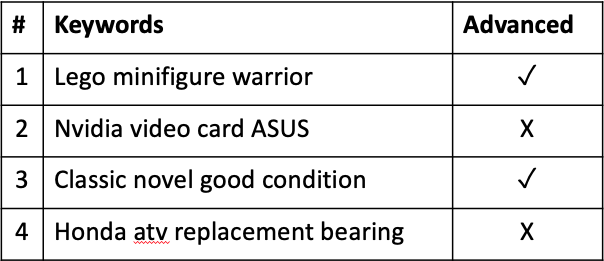 # Keywords Advanced
1 Lego minifigure warrior ✓
2 Nvidia video card ASUS X
3 Classic novel good condition ✓
4 Honda atv replacement bearing X